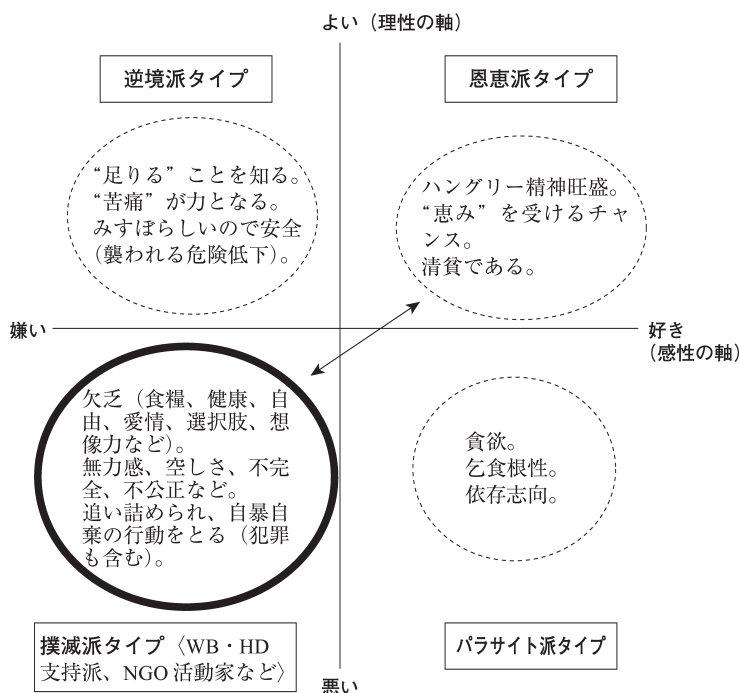 よい（理性の軸）
逆境派タイプ
恩恵派タイプ
“足りる” ことを知る。
“苦痛” が力となる。
みすぼらしいので安全
（襲われる危険低下）。
ハングリー精神旺盛。
“恵み” を受けるチャ
ンス。
清貧である。
嫌い
好き
（感性の軸）
欠乏（食糧、健康、自
由、愛情、選択肢、想
像力など）。
無力感、空しさ、不完
全、不公正など。
追い詰められ、自暴自
棄の行動をとる（犯罪
も含む）。
貪欲。
乞食根性。
依存志向。
撲滅派タイプ〈WB・HD
支持派、NGO 活動家など〉
パラサイト派タイプ
悪い